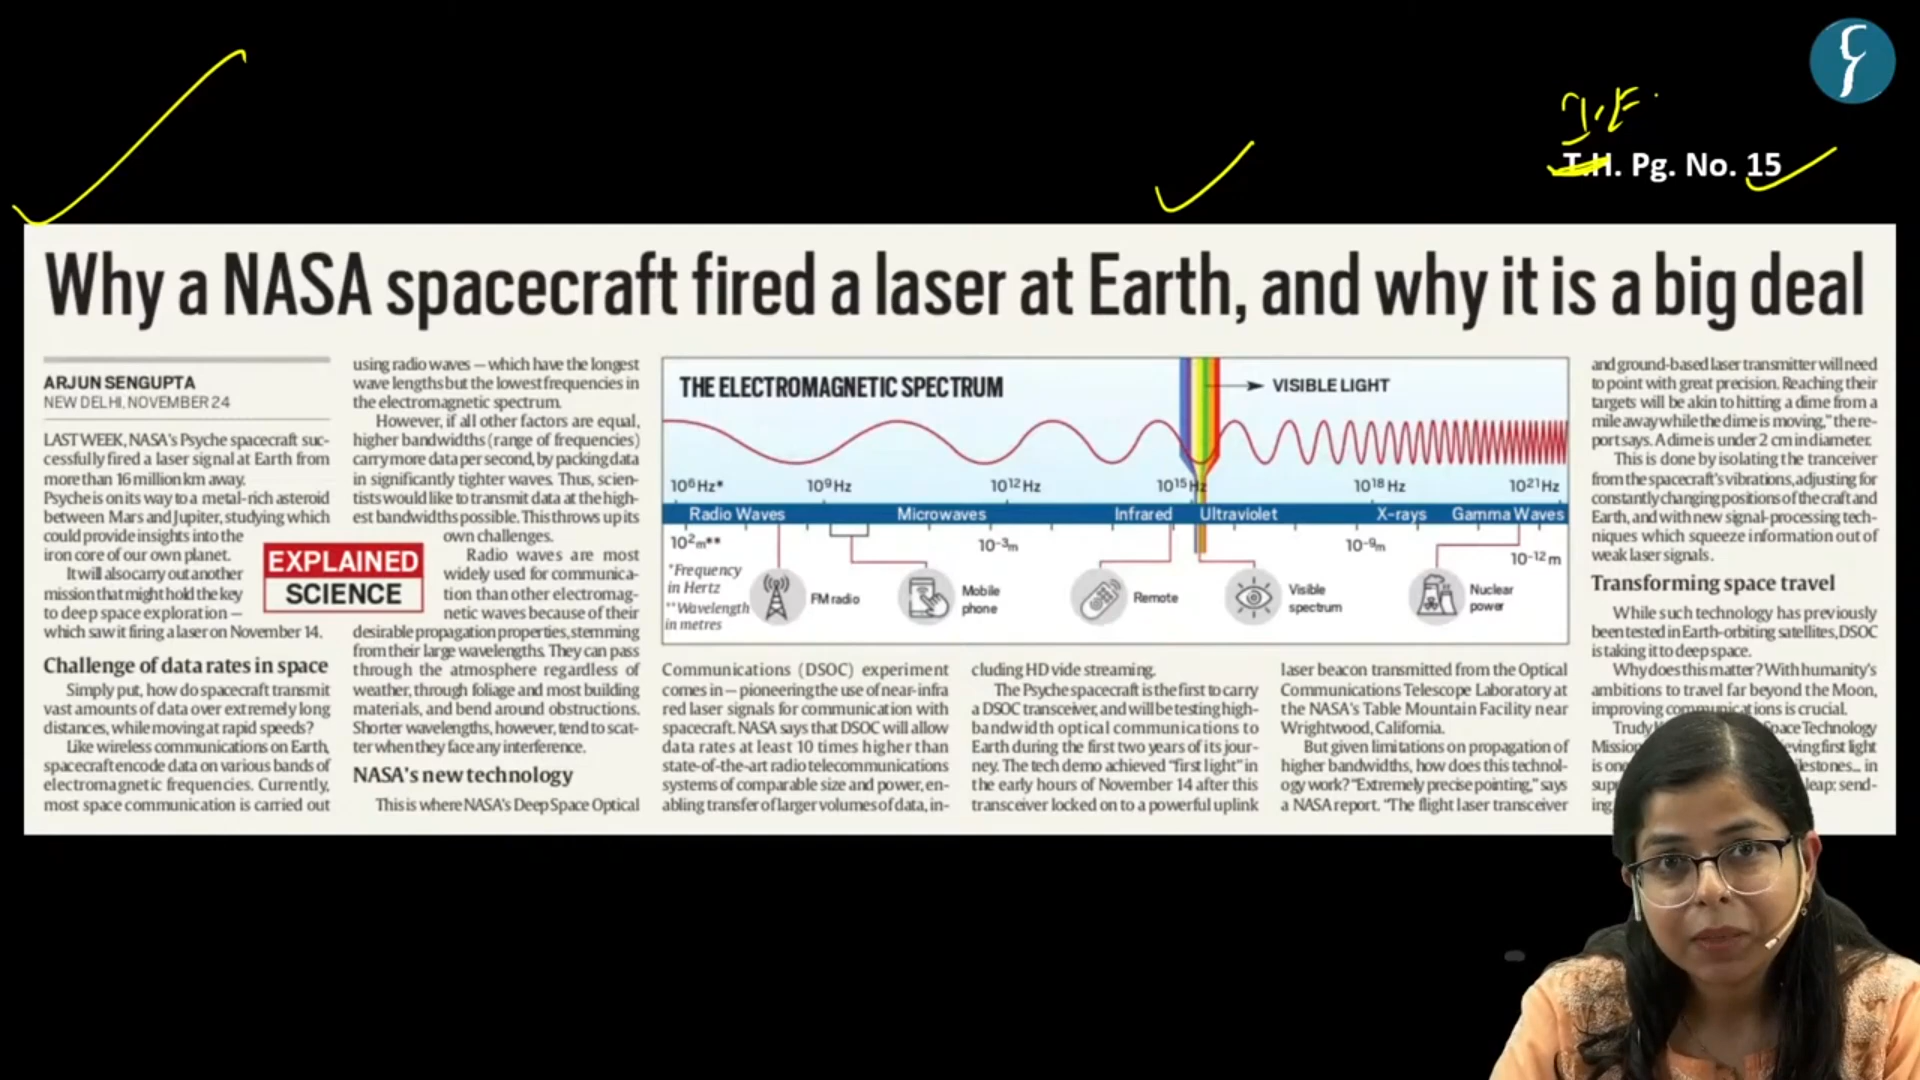 I.E.
T.H. Pg. No. 15
Why a NASA spacecraft fired a laser at Earth, and why it is a big deal
ARJUN SENGUPTA
NEW DELHI, NOVEMBER 24
LAST WEEK, NASA's Psyche spacecraft suc-
cessfully fired a laser signal at Earth from
more than 16 million km away.
Psyche is on its way to a metal-rich asteroid
between Mars and Jupiter, studying which
could provide insights into the
iron core of our own planet.
It will also carry out another
mission that might hold the key
to deep space exploration —
which saw it firing a laser on November 14.
Challenge of data rates in space
Simply put, how do spacecraft transmit
vast amounts of data over extremely long
distances, while moving at rapid speeds?
Like wireless communications on Earth,
spacecraft encode data on various bands of
electromagnetic frequencies. Currently,
most space communication is carried out
EXPLAINED
SCIENCE
using radio waves — which have the longest
wave lengths but the lowest frequencies in
the electromagnetic spectrum.
However, if all other factors are equal,
higher bandwidths (range of frequencies)
carry more data per second, by packing data
in significantly tighter waves. Thus, scien-
tists would like to transmit data at the high-
est bandwidths possible. This throws up its
own challenges.
Radio waves are most
widely used for communica-
tion than other electromag-
netic waves because of their
desirable propagation properties, stemming
from their large wavelengths. They can pass
through the atmosphere regardless of
weather, through foliage and most building
materials, and bend around obstructions.
Shorter wavelengths, however, tend to scat-
ter when they face any interference.
NASA's new technology
This is where NASA's Deep Space Optical
THE ELECTROMAGNETIC SPECTRUM
VISIBLE LIGHT
10⁶ Hz* 10⁹ Hz 10¹² Hz 10¹⁵ Hz 10¹⁸ Hz 10²¹ Hz
Radio Waves Microwaves Infrared Ultraviolet X-rays Gamma Waves
10² m** 10⁻³m 10⁻⁹m 10⁻¹² m
*Frequency
in Hertz
**Wavelength
in metres
FM radio
Mobile
phone
Remote
Visible
spectrum
Nuclear
power
Communications (DSOC) experiment
comes in — pioneering the use of near-infra
red laser signals for communication with
spacecraft. NASA says that DSOC will allow
data rates at least 10 times higher than
state-of-the-art radio telecommunications
systems of comparable size and power, en-
abling transfer of larger volumes of data, in-
cluding HD vide streaming.
The Psyche spacecraft is the first to carry
a DSOC transceiver, and will be testing high-
bandwidth optical communications to
Earth during the first two years of its jour-
ney. The tech demo achieved "first light" in
the early hours of November 14 after this
transceiver locked on to a powerful uplink
laser beacon transmitted from the Optical
Communications Telescope Laboratory at
the NASA's Table Mountain Facility near
Wrightwood, California.
But given limitations on propagation of
higher bandwidths, how does this technol-
ogy work? "Extremely precise pointing," says
a NASA report. "The flight laser transceiver
and ground-based laser transmitter will need
to point with great precision. Reaching their
targets will be akin to hitting a dime from a
mile away while the dime is moving," the re-
port says. A dime is under 2 cm in diameter.
This is done by isolating the tranceiver
from the spacecraft's vibrations, adjusting for
constantly changing positions of the craft and
Earth, and with new signal-processing tech-
niques which squeeze information out of
weak laser signals.
Transforming space travel
While such technology has previously
been tested in Earth-orbiting satellites, DSOC
is taking it to deep space.
Why does this matter? With humanity's
ambitions to travel far beyond the Moon,
improving communications is crucial.
Trudy Space Technology
Mission first light
is one in
leap: send-
ing